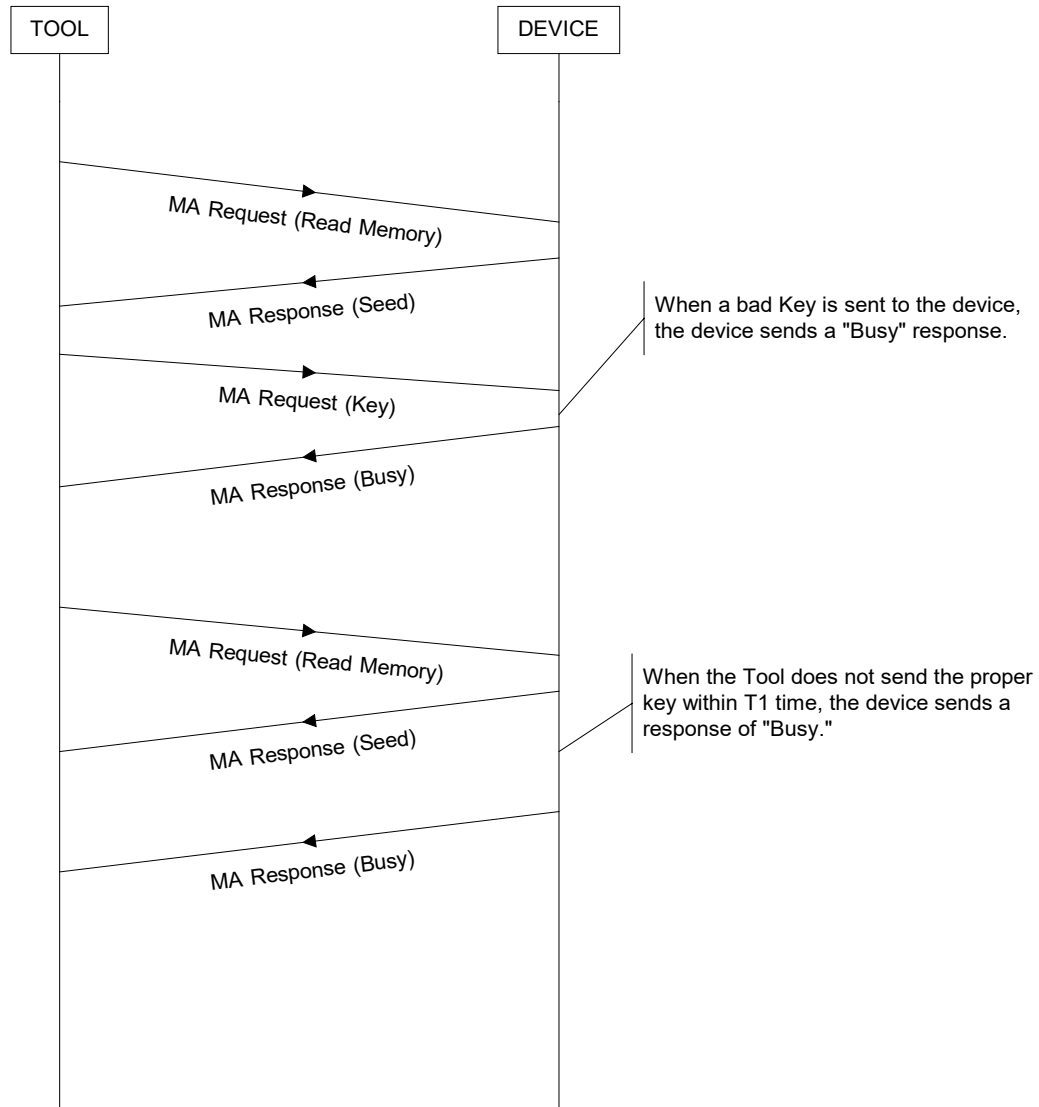 TOOL
DEVICE
MA Request (Read Memory)
MA Response (Seed)
When a bad Key is sent to the device,
the device sends a "Busy" response.
MA Request (Key)
MA Response (Busy)
MA Request (Read Memory)
When the Tool does not send the proper
key within T1 time, the device sends a
response of "Busy."
MA Response (Seed)
MA Response (Busy)